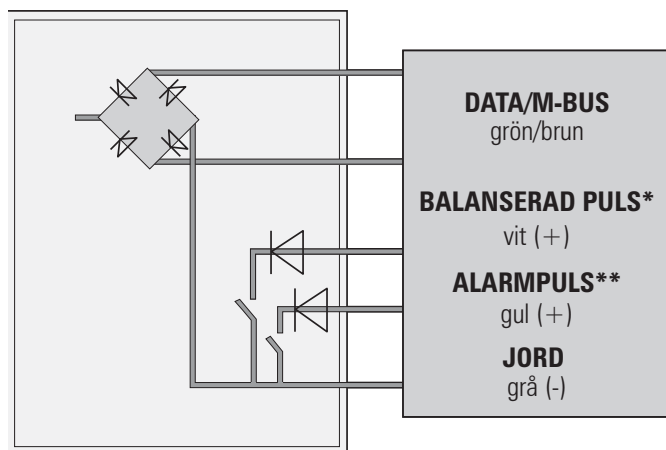 DATA/M-BUS
grön/brun
BALANSERAD PULS*
vit (+)
ALARMPULS**
gul (+)
JORD
grå (-)